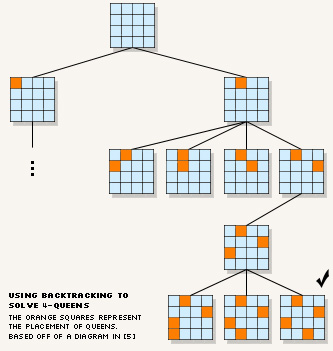 USING BACKTRACKING TO
SOLVE 4-QUEENS
THE ORANGE SQUARES REPRESENT
THE PLACEMENT OF QUEENS.
BASED OFF OF A DIAGRAM IN [5]